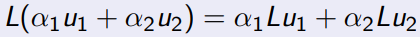 L(α₁u₁ + α₂u₂) = α₁Lu₁ + α₂Lu₂